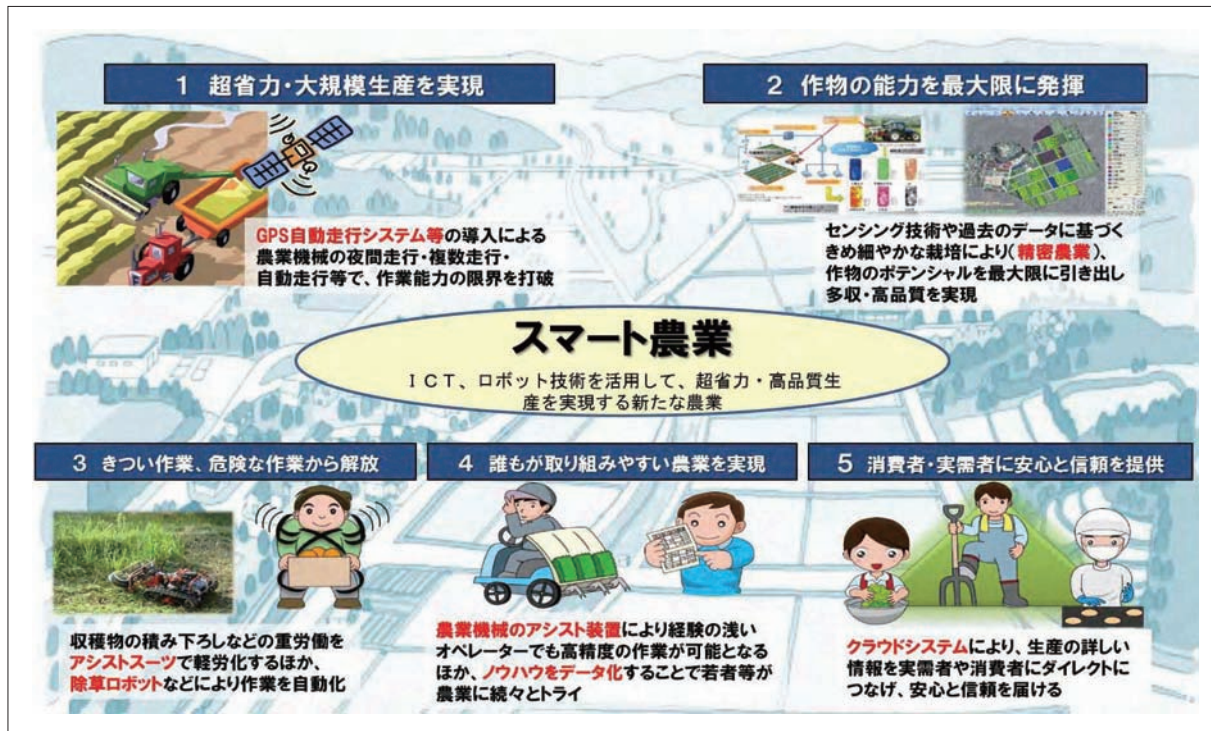 1 超省力・大規模生産を実現
GPS自動走行システム等の導入による
農業機械の夜間走行・複数走行・
自動走行等で、作業能力の限界を打破
2 作物の能力を最大限に発揮
センシング技術や過去のデータに基づく
きめ細やかな栽培により(精密農業)、
作物のポテンシャルを最大限に引き出し
多収・高品質を実現
スマート農業
ICT、ロボット技術を活用して、超省力・高品質生
産を実現する新たな農業
3 きつい作業、危険な作業から解放
収穫物の積み下ろしなどの重労働を
アシストスーツで軽労化するほか、
除草ロボットなどにより作業を自動化
4 誰もが取り組みやすい農業を実現
農業機械のアシスト装置により経験の浅い
オペレーターでも高精度の作業が可能となる
ほか、ノウハウをデータ化することで若者等が
農業に続々とトライ
5 消費者・実需者に安心と信頼を提供
クラウドシステムにより、生産の詳しい
情報を実需者や消費者にダイレクトに
つなげ、安心と信頼を届ける